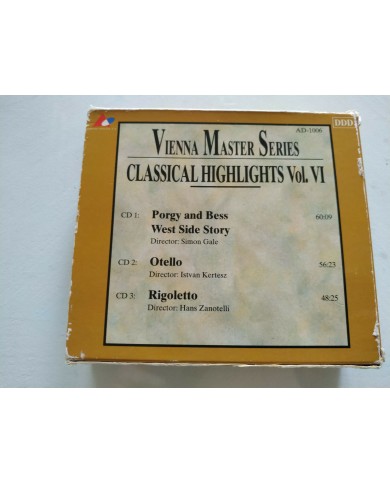 AD-1006
DDD
VIENNA MASTER SERIES
CLASSICAL HIGHLIGHTS Vol. VI
CD 1: Porgy and Bess 60:09
West Side Story
Director: Simon Gale
CD 2: Otello 56:23
Director: Istvan Kertesz
CD 3: Rigoletto 48:25
Director: Hans Zanotelli